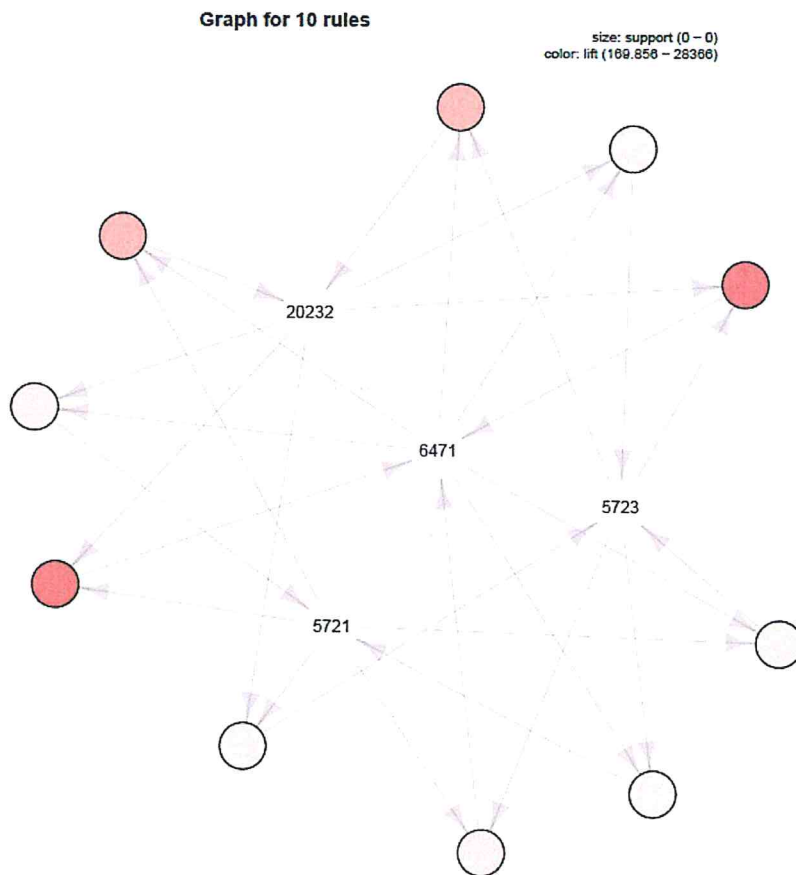 Graph for 10 rules
size: support (0 – 0)
color: lift (169.856 – 28366)
20232
6471
5723
5721